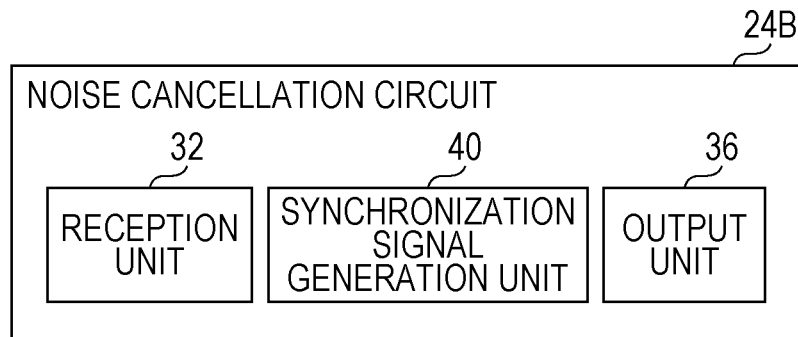 24B
NOISE CANCELLATION CIRCUIT
32
40
36
RECEPTION
UNIT
SYNCHRONIZATION
SIGNAL
GENERATION UNIT
OUTPUT
UNIT